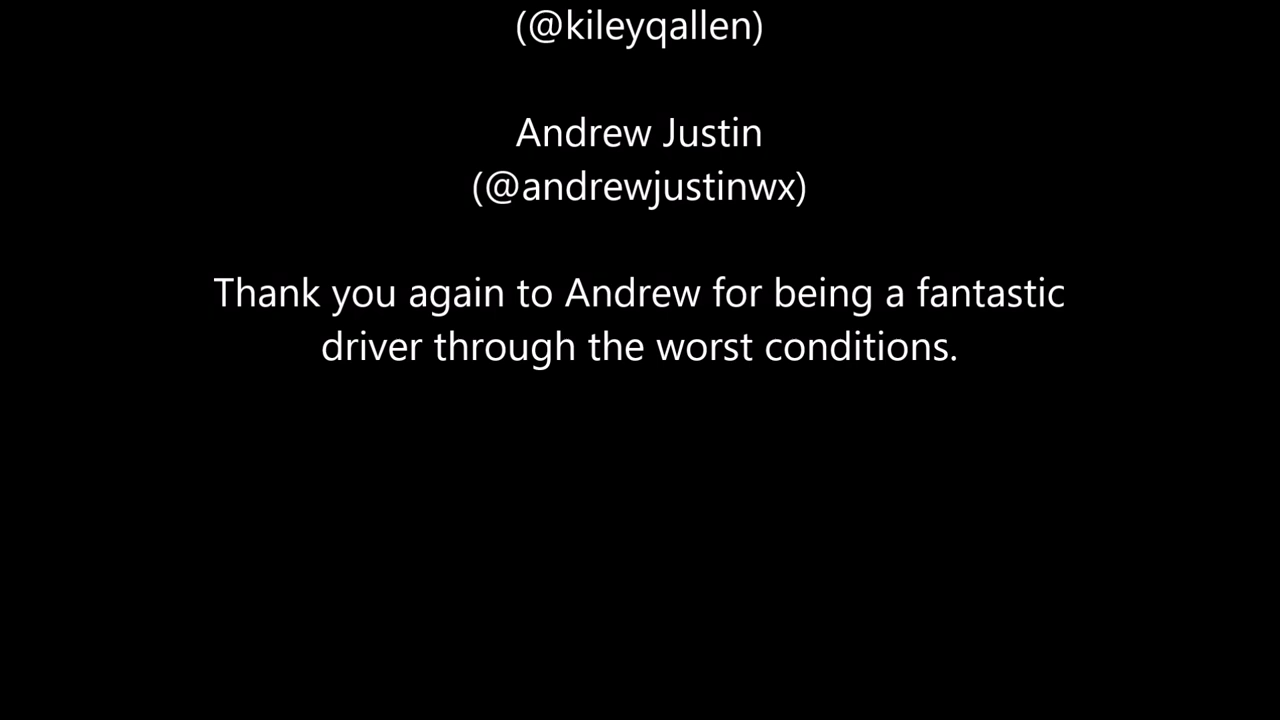 (@kileyqallen)
Andrew Justin
(@andrewjustinwx)
Thank you again to Andrew for being a fantastic
driver through the worst conditions.